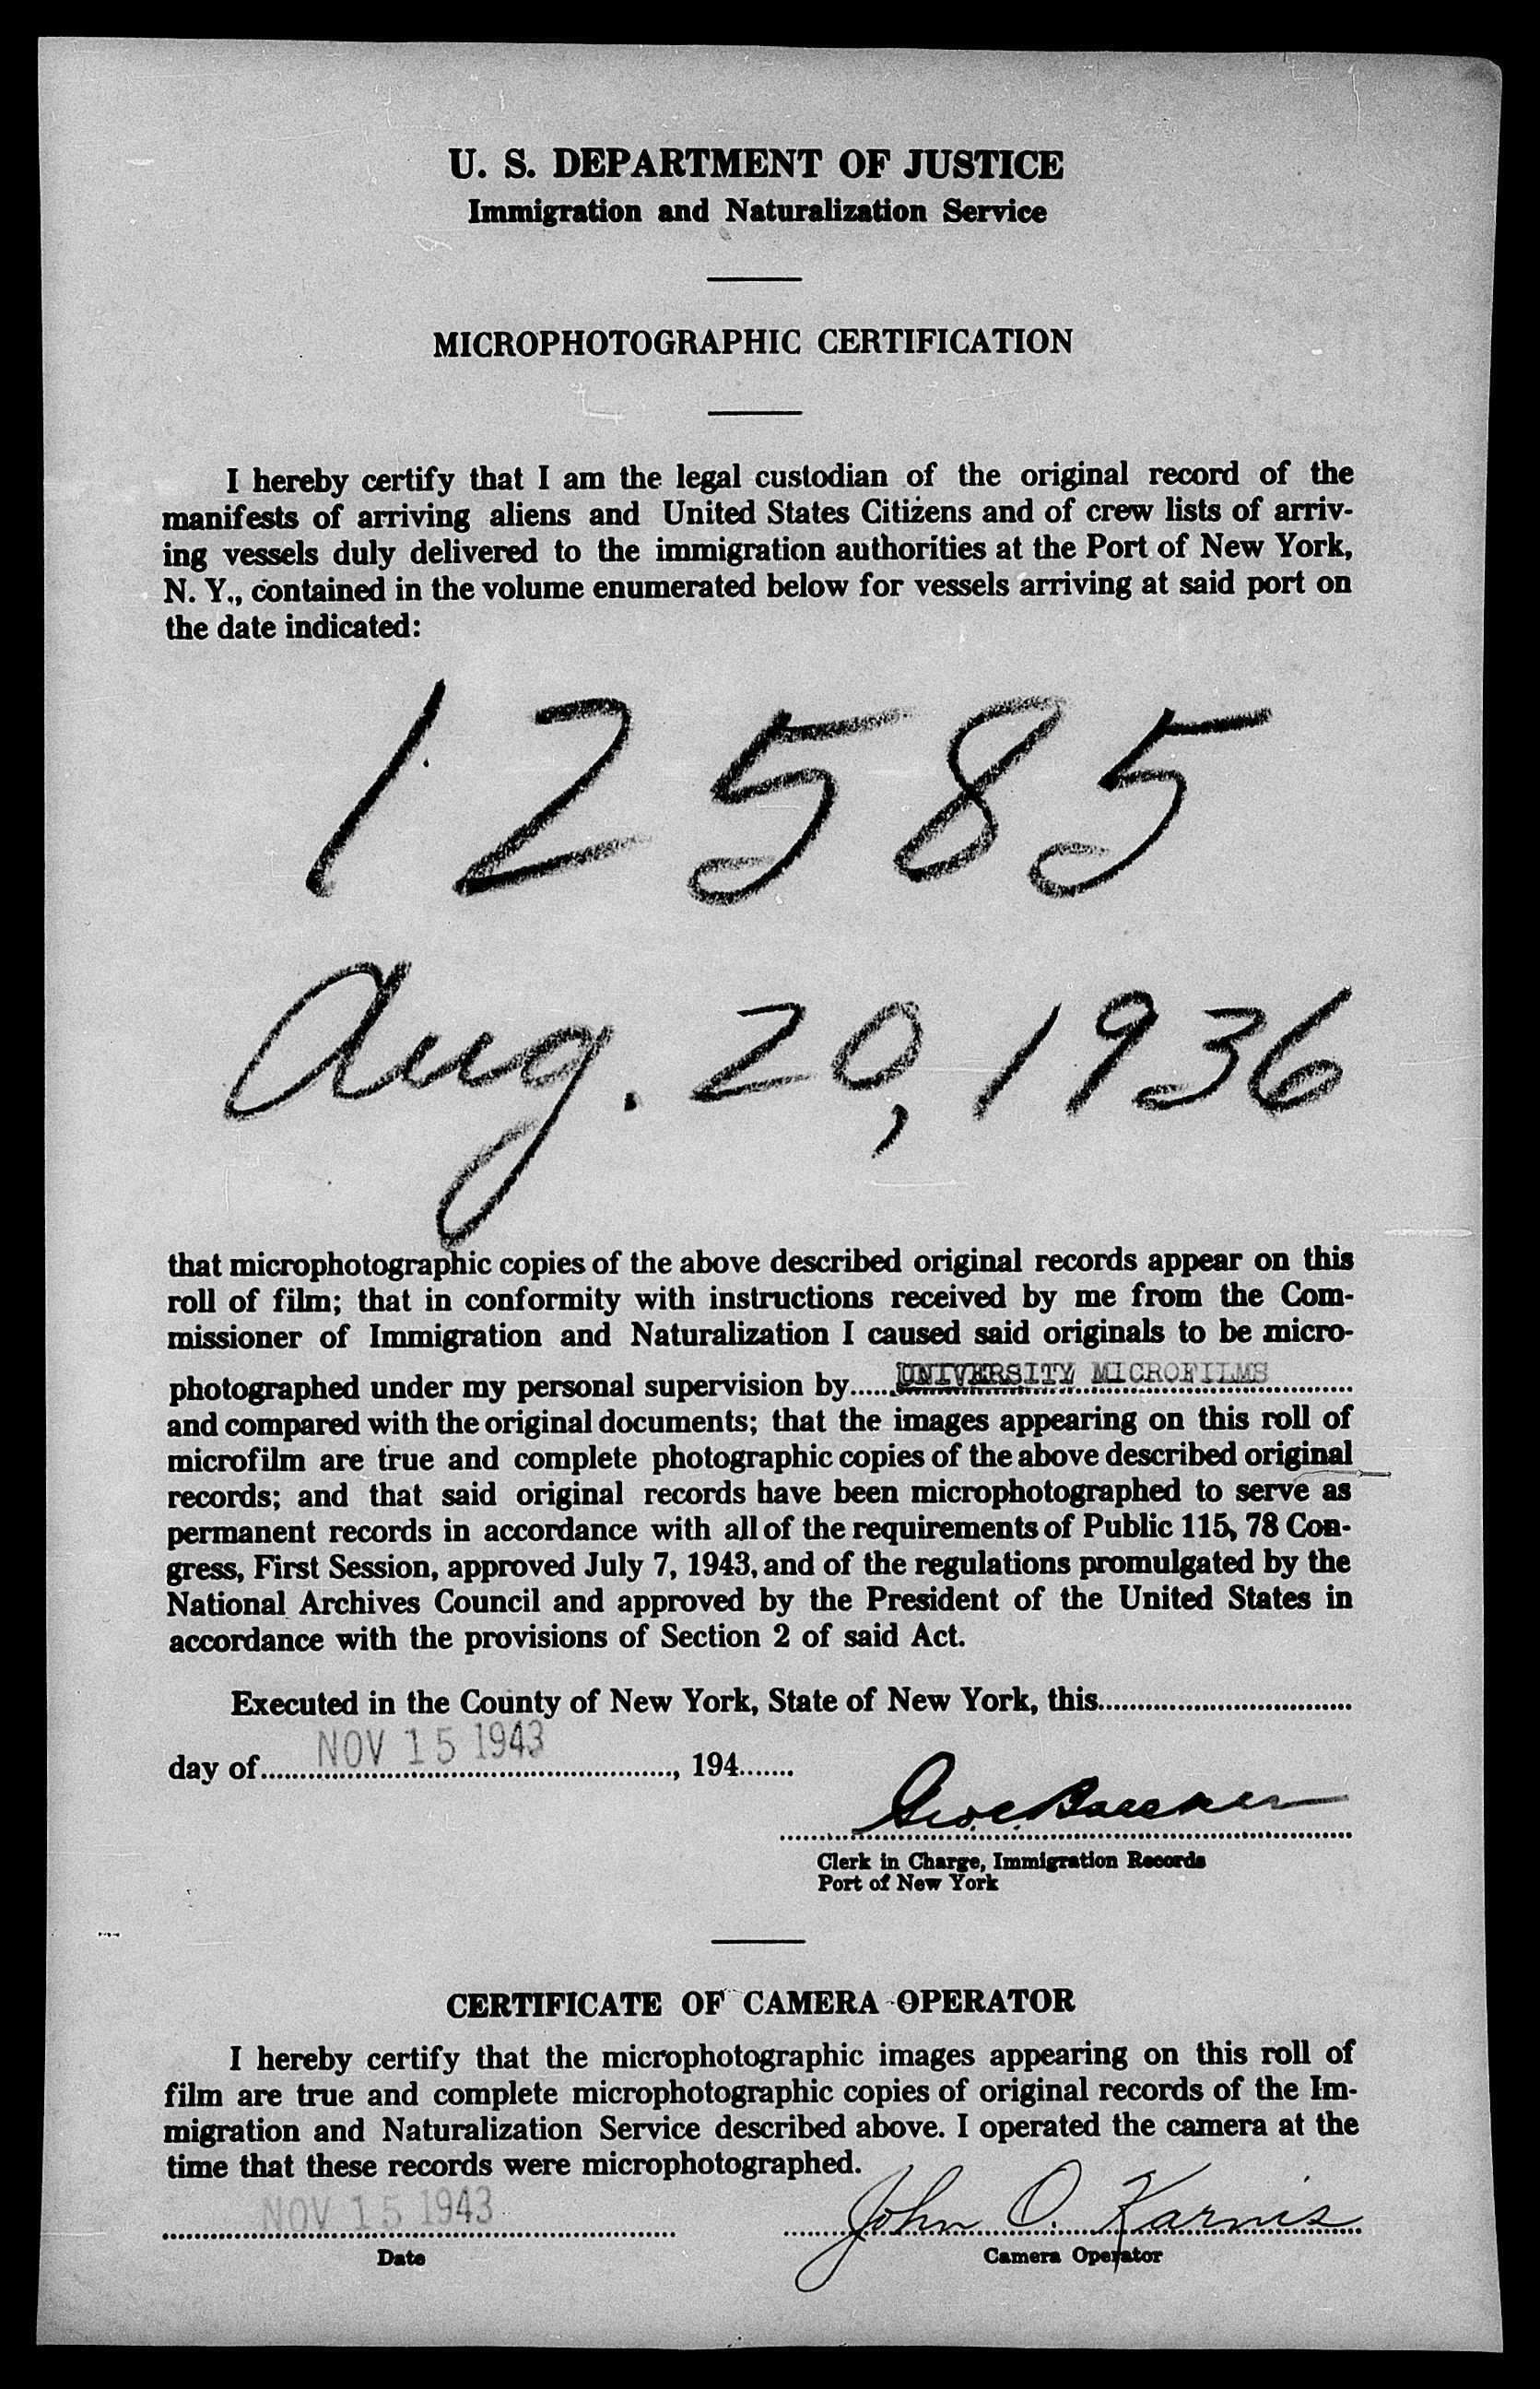 U. S. DEPARTMENT OF JUSTICE
Immigration and Naturalization Service
MICROPHOTOGRAPHIC CERTIFICATION
I hereby certify that I am the legal custodian of the original record of the
manifests of arriving aliens and United States Citizens and of crew lists of arriv-
ing vessels duly delivered to the immigration authorities at the Port of New York,
N. Y., contained in the volume enumerated below for vessels arriving at said port on
the date indicated:
12585
Aug. 20, 1936
that microphotographic copies of the above described original records appear on this
roll of film; that in conformity with instructions received by me from the Com-
missioner of Immigration and Naturalization I caused said originals to be micro-
photographed under my personal supervision by UNIVERSITY MICROFILMS
and compared with the original documents; that the images appearing on this roll of
microfilm are true and complete photographic copies of the above described original
records; and that said original records have been microphotographed to serve as
permanent records in accordance with all of the requirements of Public 115, 78 Con-
gress, First Session, approved July 7, 1943, and of the regulations promulgated by the
National Archives Council and approved by the President of the United States in
accordance with the provisions of Section 2 of said Act.
Executed in the County of New York, State of New York, this
day of NOV 15 1943, 194
Geo.
Clerk in Charge, Immigration Records
Port of New York
CERTIFICATE OF CAMERA OPERATOR
I hereby certify that the microphotographic images appearing on this roll of
film are true and complete microphotographic copies of original records of the Im-
migration and Naturalization Service described above. I operated the camera at the
time that these records were microphotographed.
NOV 15 1943 John O. Karnis
Date Camera Operator